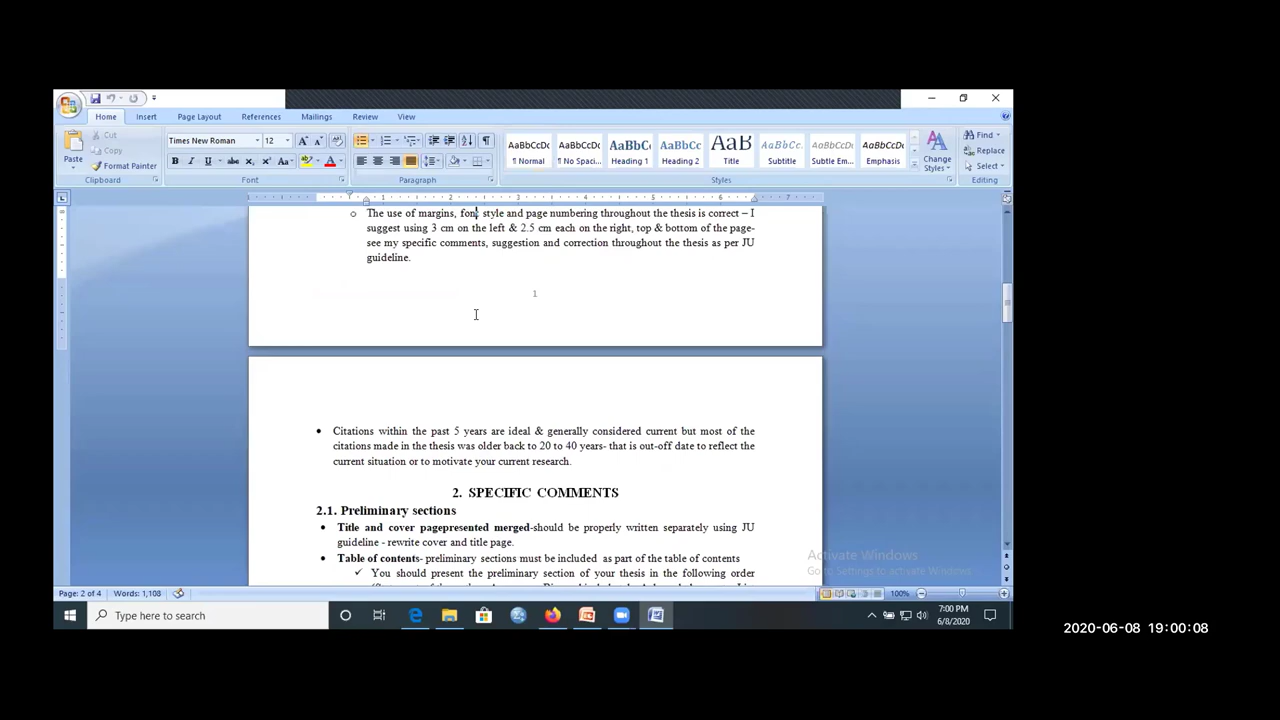 Home Insert Page Layout References Mailings Review View
Cut
Copy
Paste
Format Painter
Clipboard
Times New Roman 12
Font
Paragraph
AaBbCcDc AaBbCcDc AaBbC AaBbCc AaB AaBbCc. AaBbCcDc AaBbCcDc
¶ Normal ¶ No Spaci... Heading 1 Heading 2 Title Subtitle Subtle Em... Emphasis
Styles
Change
Styles
Find
Replace
Select
Editing
The use of margins, font style and page numbering throughout the thesis is correct – I
suggest using 3 cm on the left & 2.5 cm each on the right, top & bottom of the page-
see my specific comments, suggestion and correction throughout the thesis as per JU
guideline.
1
• Citations within the past 5 years are ideal & generally considered current but most of the
citations made in the thesis was older back to 20 to 40 years- that is out-off date to reflect the
current situation or to motivate your current research.
2. SPECIFIC COMMENTS
2.1. Preliminary sections
• Title and cover pagepresented merged-should be properly written separately using JU
guideline - rewrite cover and title page.
• Table of contents- preliminary sections must be included as part of the table of contents
✓ You should present the preliminary section of your thesis in the following order
Activate Windows
Go to Settings to activate Windows.
Page: 2 of 4 Words: 1,108 100%
Type here to search
7:00 PM
6/8/2020
2020-06-08 19:00:08